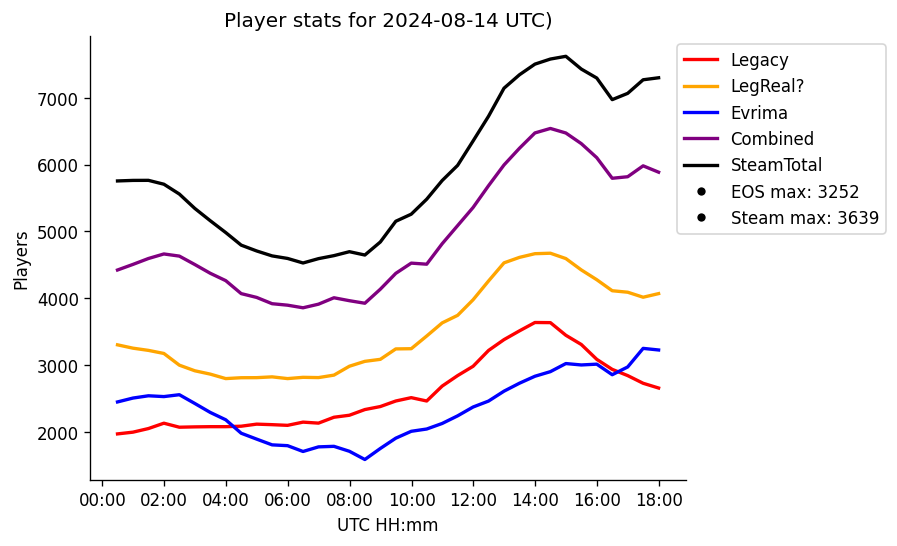 Player stats for 2024-08-14 UTC)
Legacy
LegReal?
Evrima
Combined
SteamTotal
EOS max: 3252
Steam max: 3639
Players
7000
6000
5000
4000
3000
2000
00:00 02:00 04:00 06:00 08:00 10:00 12:00 14:00 16:00 18:00
UTC HH:mm